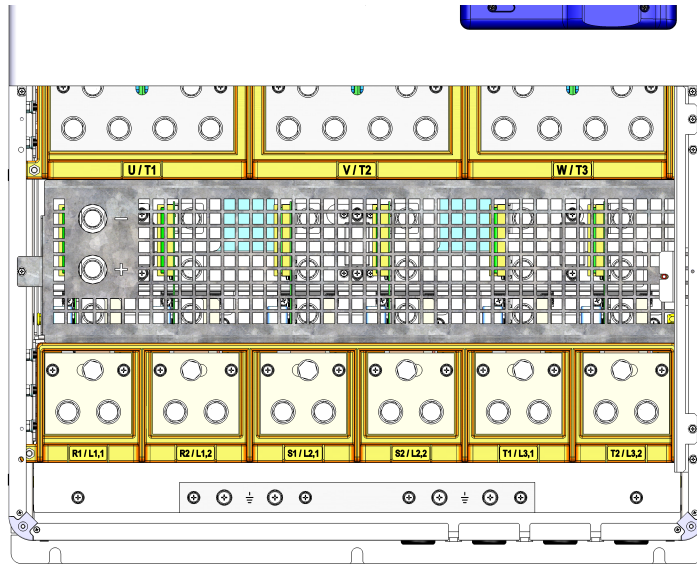 U / T1
V / T2
W / T3
−
+
R1 / L1,1
R2 / L1,2
S1 / L2,1
S2 / L2,2
T1 / L3,1
T2 / L3,2